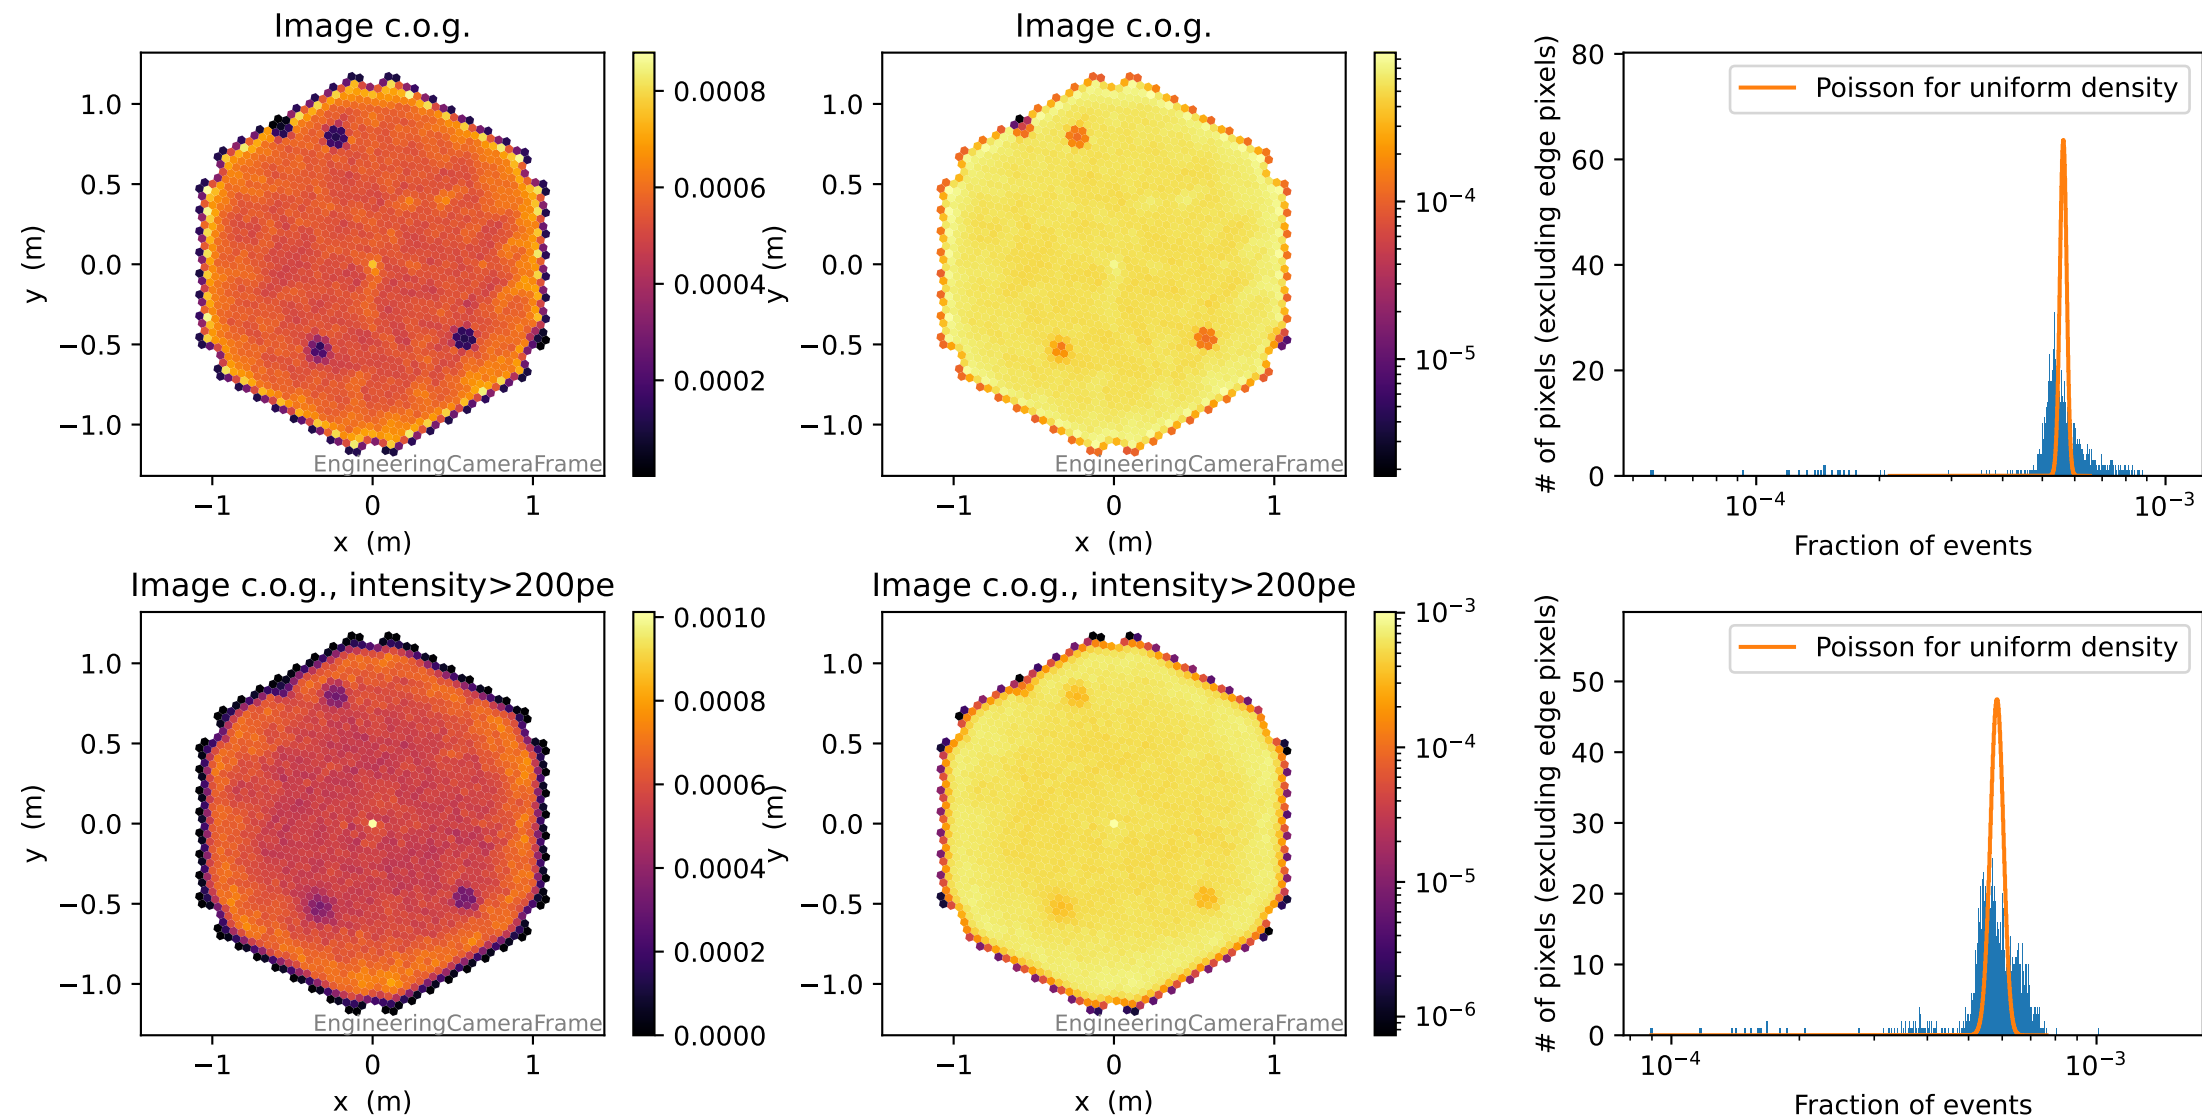 Image c.o.g.
1.0
0.5
0.0
−0.5
−1.0
y (m)
−1
0
1
x (m)
EngineeringCameraFrame
0.0008
0.0006
0.0004
0.0002
Image c.o.g.
1.0
0.5
0.0
−0.5
−1.0
y (m)
−1
0
1
x (m)
EngineeringCameraFrame
10⁻⁴
10⁻⁵
80
60
40
20
0
# of pixels (excluding edge pixels)
Poisson for uniform density
10⁻⁴
10⁻³
Fraction of events
Image c.o.g., intensity>200pe
1.0
0.5
0.0
−0.5
−1.0
y (m)
−1
0
1
x (m)
EngineeringCameraFrame
0.0010
0.0008
0.0006
0.0004
0.0002
0.0000
Image c.o.g., intensity>200pe
1.0
0.5
0.0
−0.5
−1.0
y (m)
−1
0
1
x (m)
EngineeringCameraFrame
10⁻³
10⁻⁴
10⁻⁵
10⁻⁶
50
40
30
20
10
0
# of pixels (excluding edge pixels)
Poisson for uniform density
10⁻⁴
10⁻³
Fraction of events